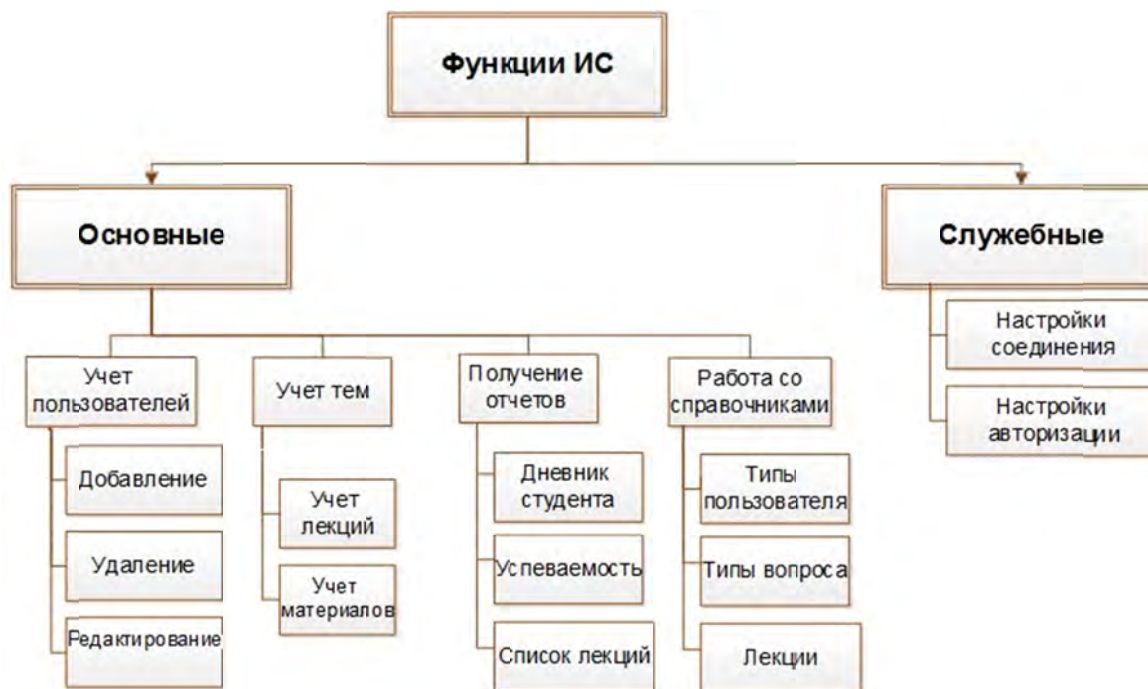 Функции ИС
Основные
Служебные
Настройки
соединения
Настройки
авторизации
Учет
пользователей
Добавление
Удаление
Редактирование
Учет тем
Учет
лекций
Учет
материалов
Получение
отчетов
Дневник
студента
Успеваемость
Список лекций
Работа со
справочниками
Типы
пользователя
Типы вопроса
Лекции